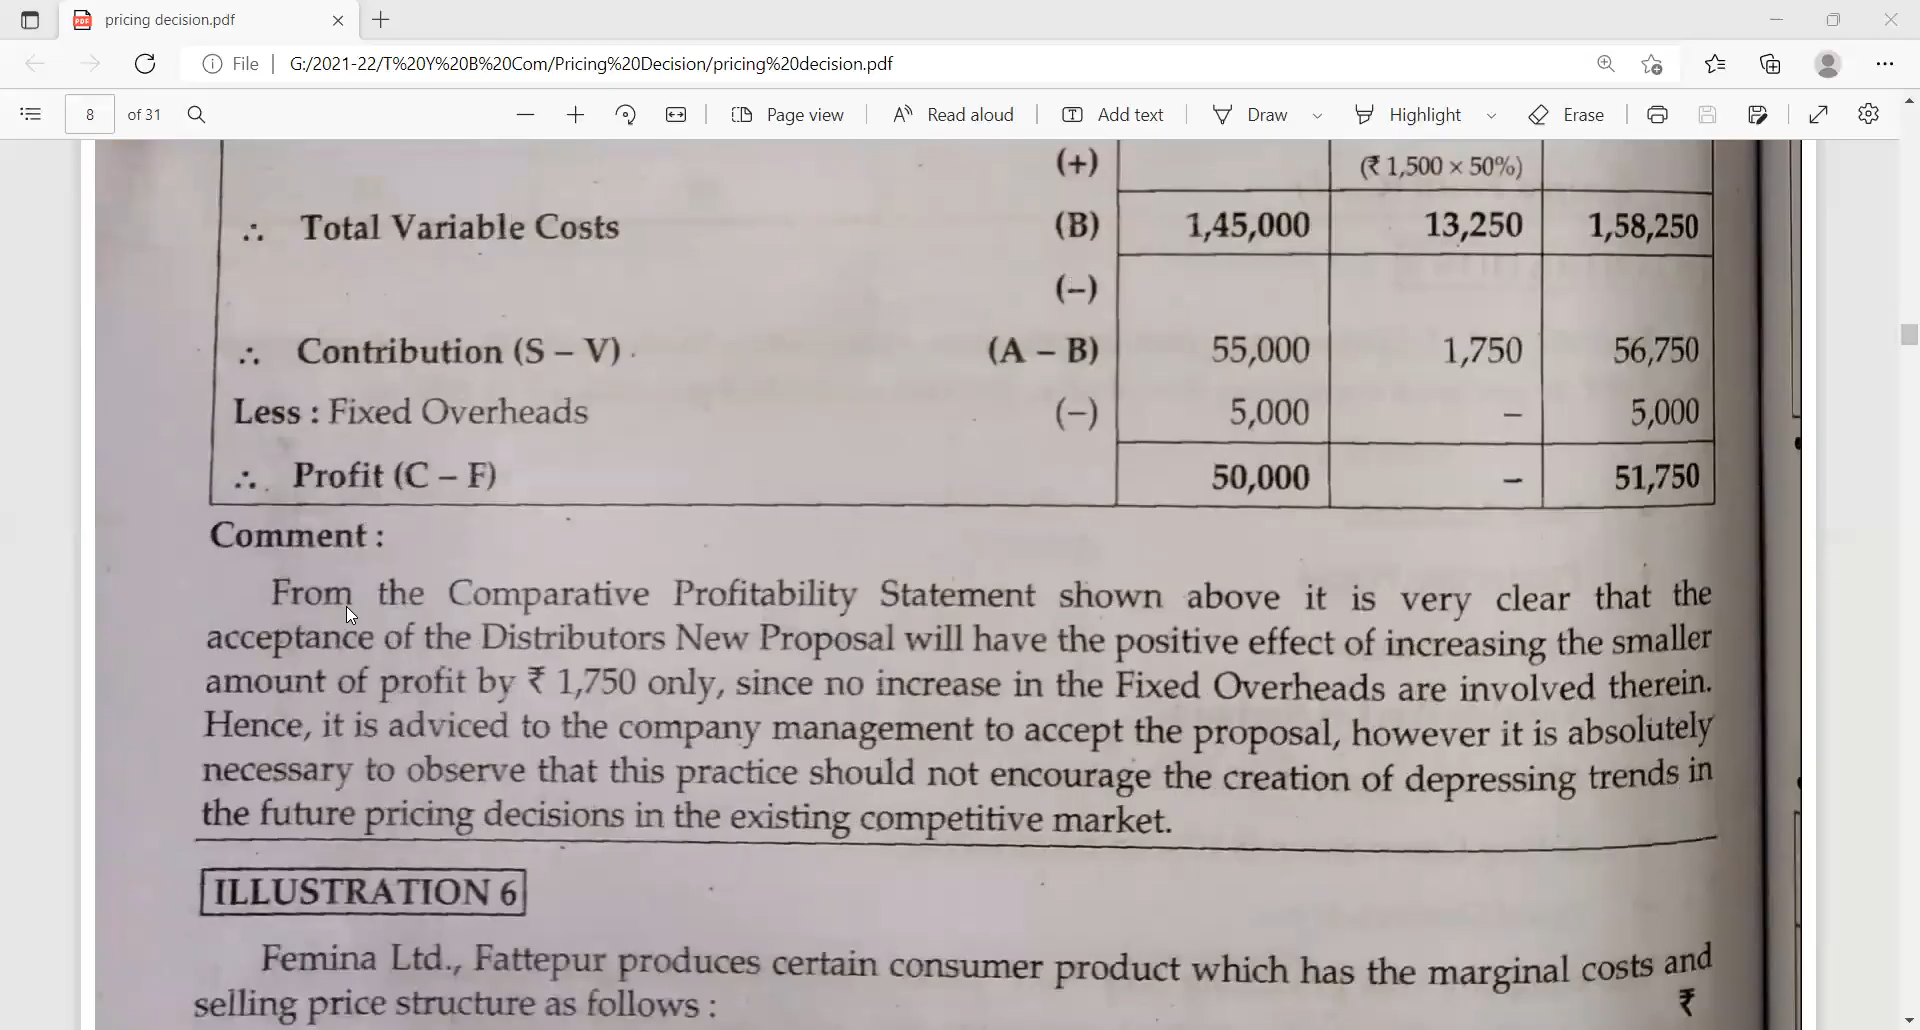 pricing decision.pdf
File G:/2021-22/T%20Y%20B%20Com/Pricing%20Decision/pricing%20decision.pdf
8 of 31 Page view Read aloud Add text Draw Highlight Erase
(+) (₹ 1,500 × 50%)
∴ Total Variable Costs (B) 1,45,000 13,250 1,58,250
(–)
∴ Contribution (S – V) (A – B) 55,000 1,750 56,750
Less : Fixed Overheads (–) 5,000 – 5,000
∴ Profit (C – F) 50,000 – 51,750
Comment :
From the Comparative Profitability Statement shown above it is very clear that the
acceptance of the Distributors New Proposal will have the positive effect of increasing the smaller
amount of profit by ₹ 1,750 only, since no increase in the Fixed Overheads are involved therein.
Hence, it is adviced to the company management to accept the proposal, however it is absolutely
necessary to observe that this practice should not encourage the creation of depressing trends in
the future pricing decisions in the existing competitive market.
ILLUSTRATION 6
Femina Ltd., Fattepur produces certain consumer product which has the marginal costs and
selling price structure as follows :
₹